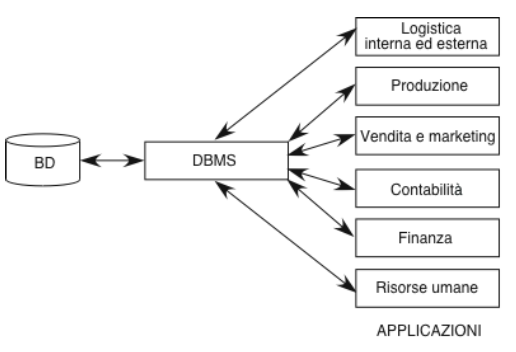 Logistica
interna ed esterna
Produzione
Vendita e marketing
BD
DBMS
Contabilità
Finanza
Risorse umane
APPLICAZIONI